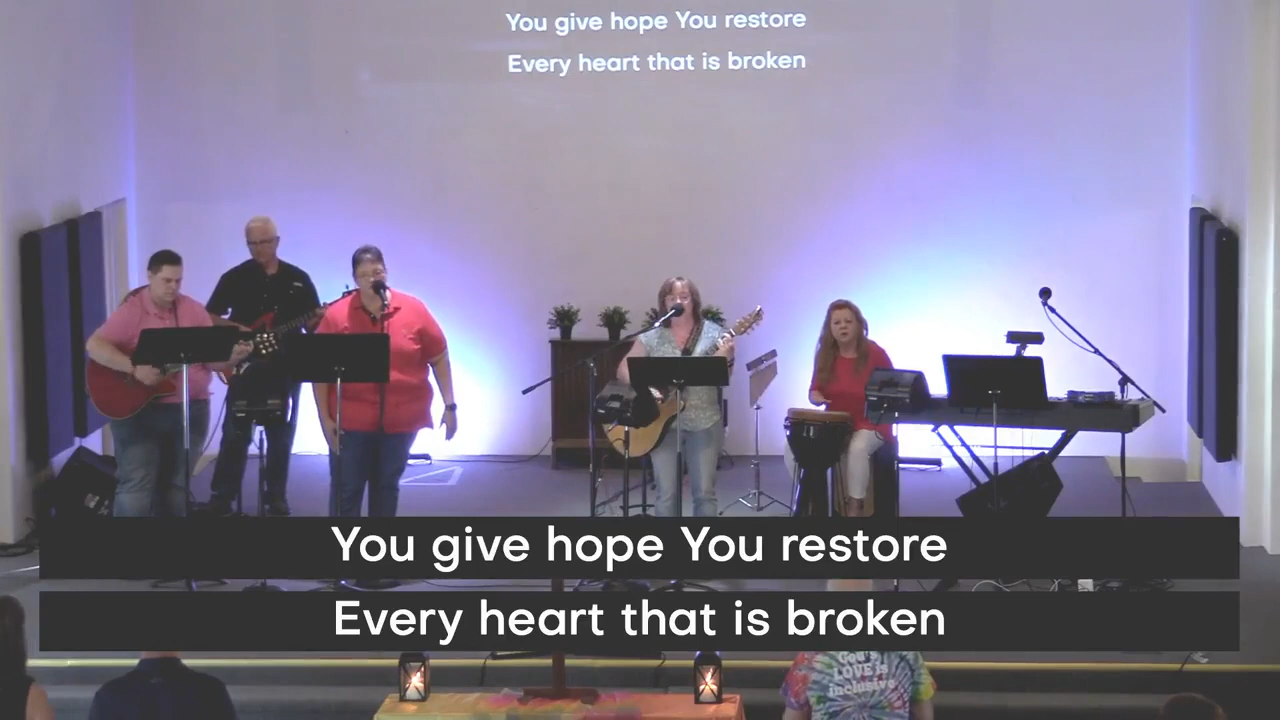 You give hope You restore
Every heart that is broken
You give hope You restore
Every heart that is broken
God's
LOVE is
inclusive